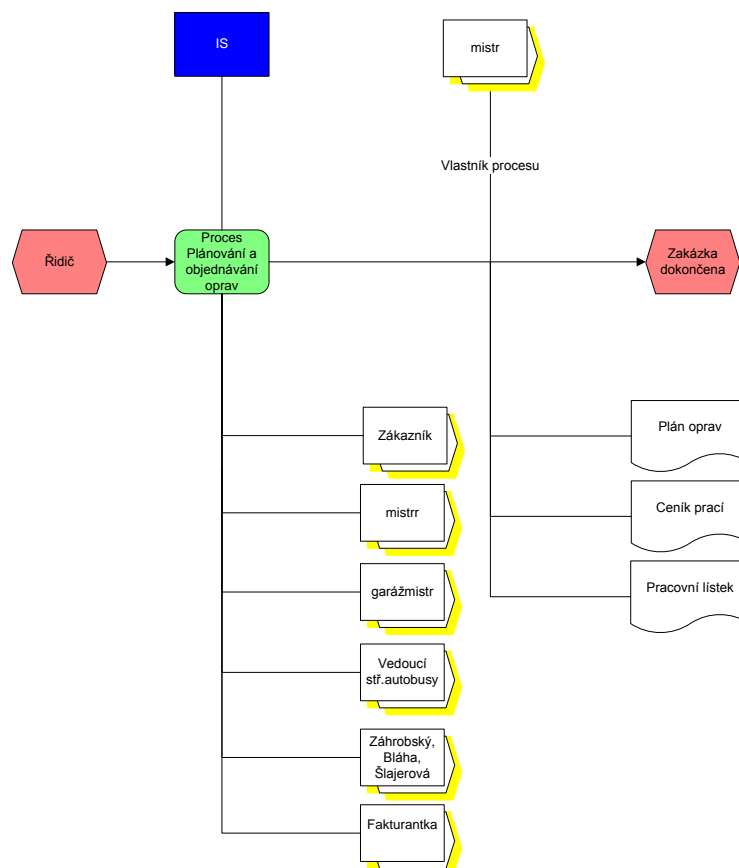 IS
mistr
Vlastník procesu
Řidič
Proces
Plánování a
objednávání
oprav
Zakázka
dokončena
Zákazník
Plán oprav
mistrr
Ceník prací
garážmistr
Pracovní lístek
Vedoucí
stř.autobusy
Záhrobský,
Bláha,
Šlajerová
Fakturantka